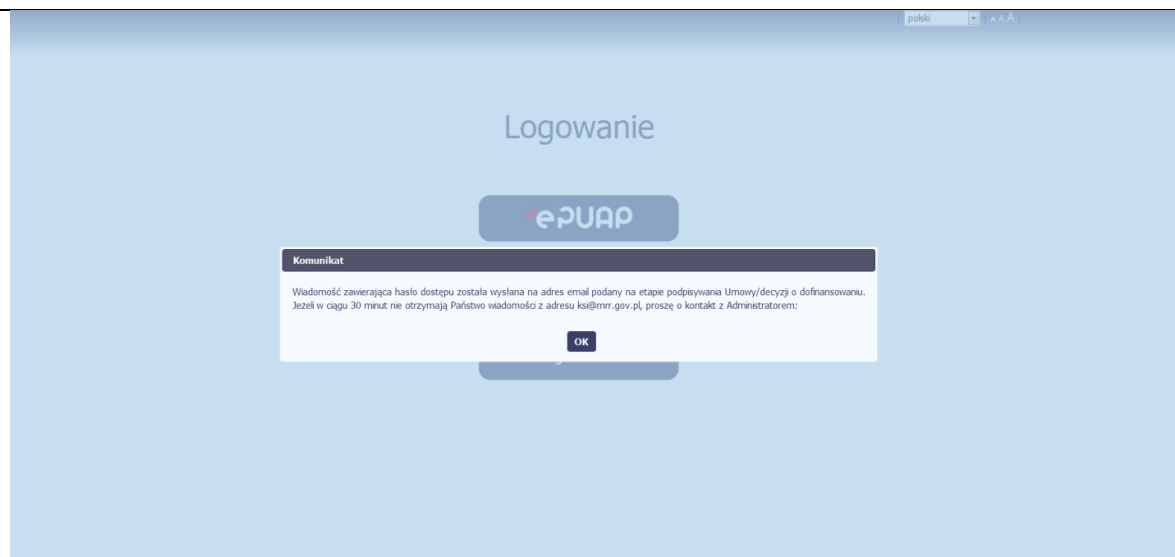 polski
A A A
Logowanie
ePUAP
Komunikat
Wiadomość zawierająca hasło dostępu została wysłana na adres email podany na etapie podpisywania Umowy/decyzji o dofinansowaniu.
Jeżeli w ciągu 30 minut nie otrzymają Państwo wiadomości z adresu ksi@mrr.gov.pl, proszę o kontakt z Administratorem:
OK